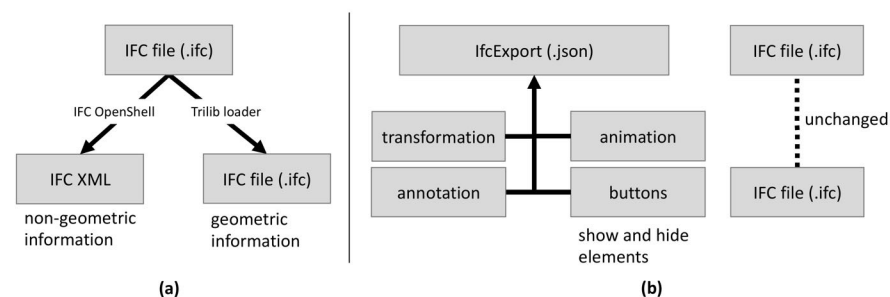 IFC file (.ifc)
IFC OpenShell
Trilib loader
IFC XML
IFC file (.ifc)
non-geometric
information
geometric
information
(a)
IfcExport (.json)
IFC file (.ifc)
transformation
animation
unchanged
annotation
buttons
IFC file (.ifc)
show and hide
elements
(b)